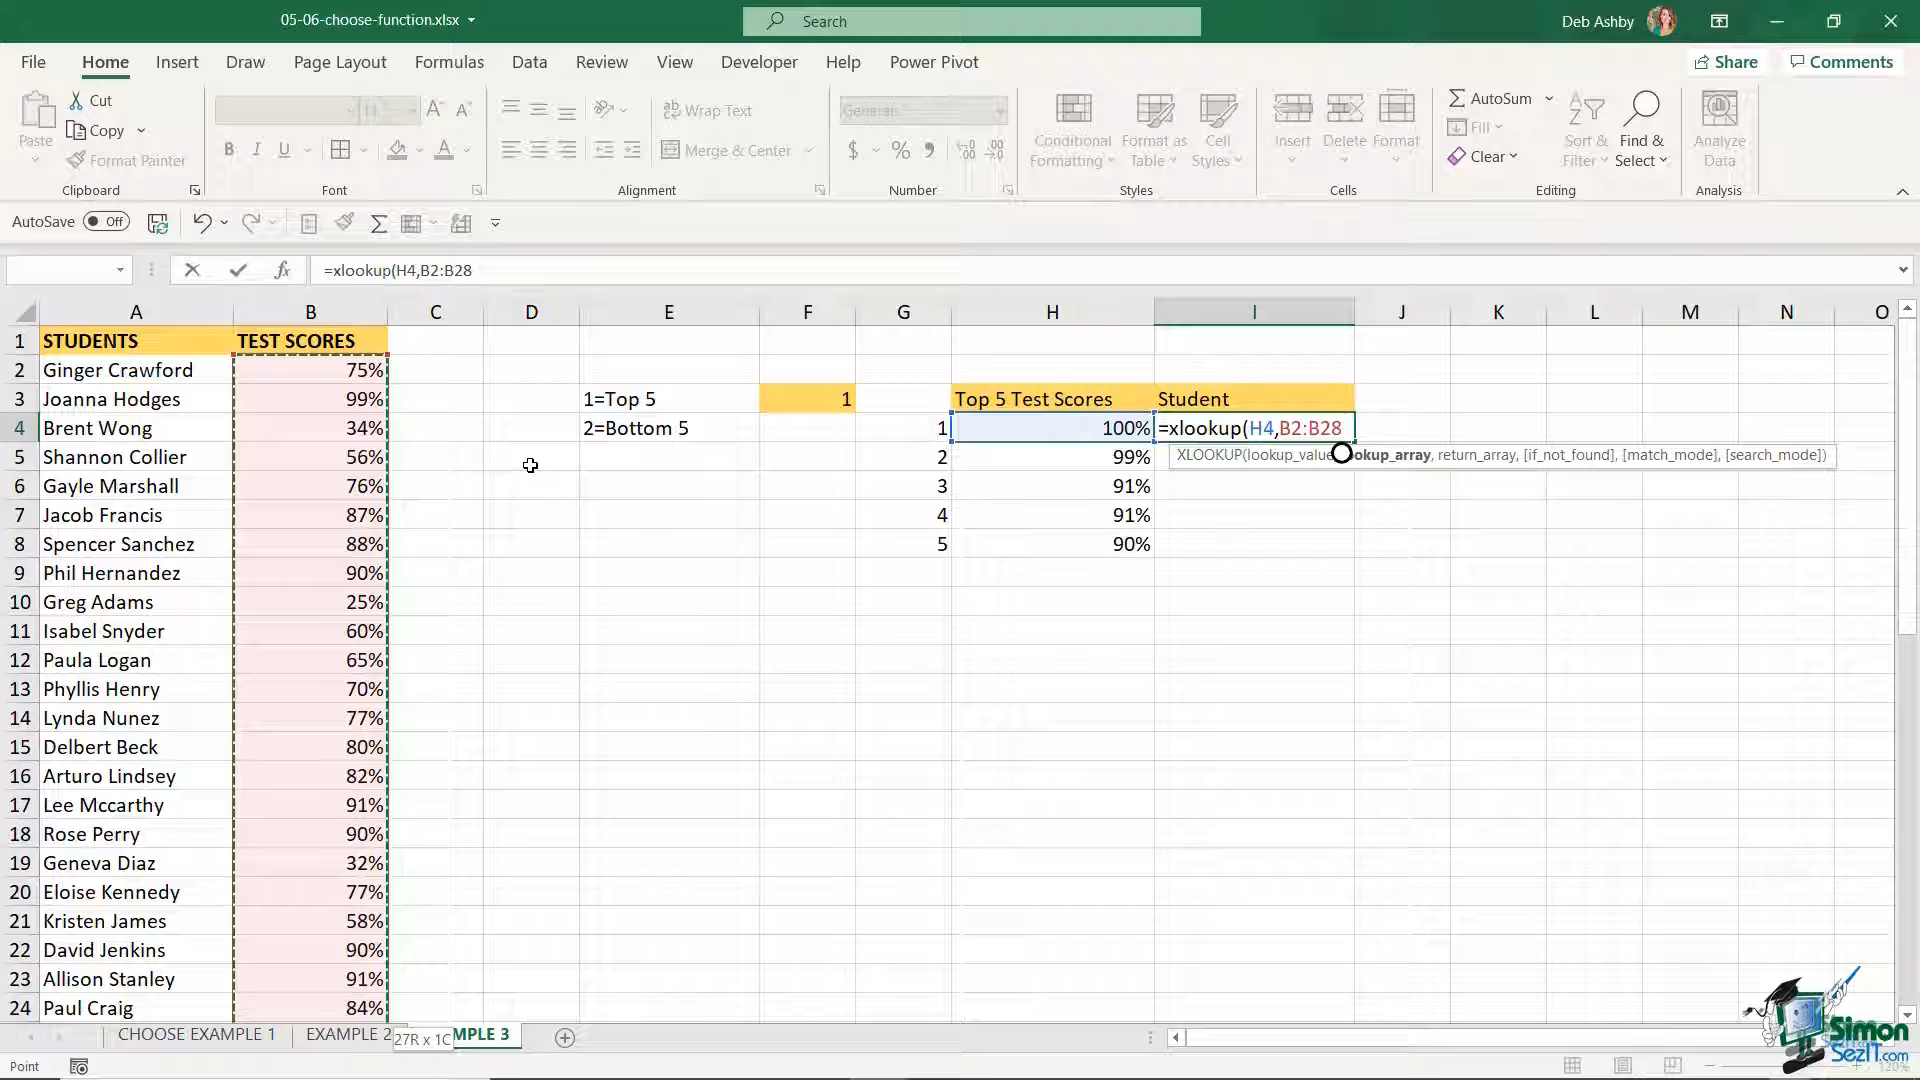 05-06-choose-function.xlsx
Search
Deb Ashby
File Home Insert Draw Page Layout Formulas Data Review View Developer Help Power Pivot
Share Comments
Paste
Cut
Copy
Format Painter
Clipboard
11
A A
B I U
A
Font
Wrap Text
Merge & Center
Alignment
General
$ % 9
Number
Conditional Formatting
Format as Table
Cell Styles
Styles
Insert Delete Format
Cells
AutoSum
Fill
Clear
Sort & Filter
Find & Select
Editing
Analyze Data
Analysis
AutoSave Off
fx =xlookup(H4,B2:B28
A B C D E F G H I J K L M N O
1 STUDENTS TEST SCORES
2 Ginger Crawford 75%
3 Joanna Hodges 99% 1=Top 5 1 Top 5 Test Scores Student
4 Brent Wong 34% 2=Bottom 5 1 100% =xlookup(H4,B2:B28
5 Shannon Collier 56% 2 99% XLOOKUP(lookup_value ookup_array, return_array, [if_not_found], [match_mode], [search_mode])
6 Gayle Marshall 76% 3 91%
7 Jacob Francis 87% 4 91%
8 Spencer Sanchez 88% 5 90%
9 Phil Hernandez 90%
10 Greg Adams 25%
11 Isabel Snyder 60%
12 Paula Logan 65%
13 Phyllis Henry 70%
14 Lynda Nunez 77%
15 Delbert Beck 80%
16 Arturo Lindsey 82%
17 Lee Mccarthy 91%
18 Rose Perry 90%
19 Geneva Diaz 32%
20 Eloise Kennedy 77%
21 Kristen James 58%
22 David Jenkins 90%
23 Allison Stanley 91%
24 Paul Craig 84%
CHOOSE EXAMPLE 1 EXAMPLE 2 MPLE 3
27R x 1C
Point
Simon
SezIT.com
120%